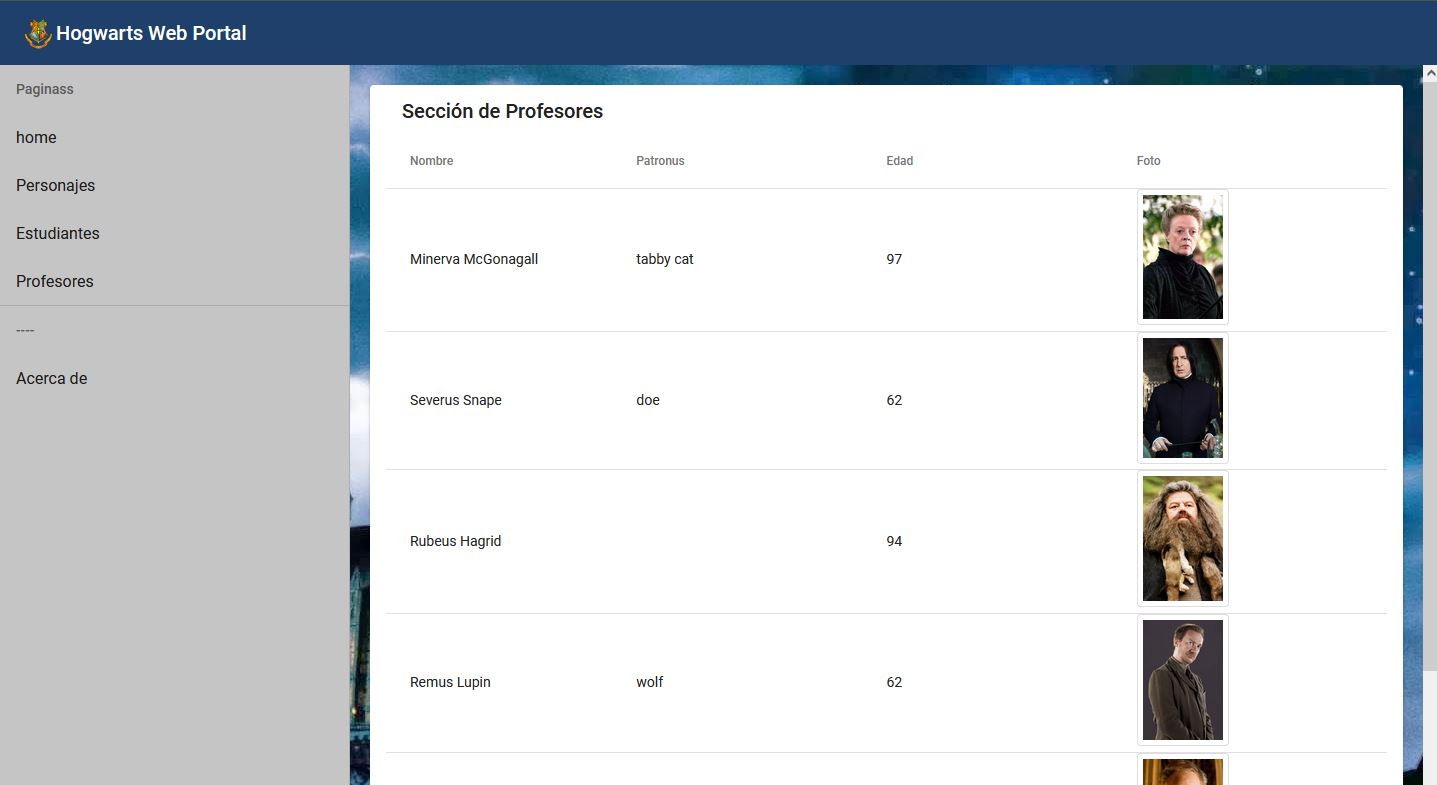 Hogwarts Web Portal
Paginass
home
Personajes
Estudiantes
Profesores
----
Acerca de
Sección de Profesores
Nombre Patronus Edad Foto
Minerva McGonagall tabby cat 97
Severus Snape doe 62
Rubeus Hagrid 94
Remus Lupin wolf 62